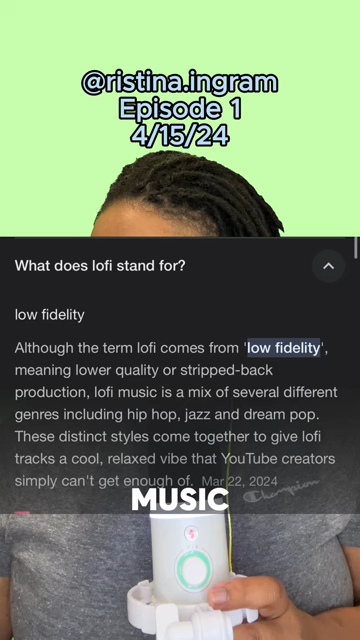 @ristina.ingram
Episode 1
4/15/24
What does lofi stand for?
low fidelity
Although the term lofi comes from 'low fidelity',
meaning lower quality or stripped-back
production, lofi music is a mix of several different
genres including hip hop, jazz and dream pop.
These distinct styles come together to give lofi
tracks a cool, relaxed vibe that YouTube creators
simply can't get enough of. Mar 22, 2024
Champion
MUSIC